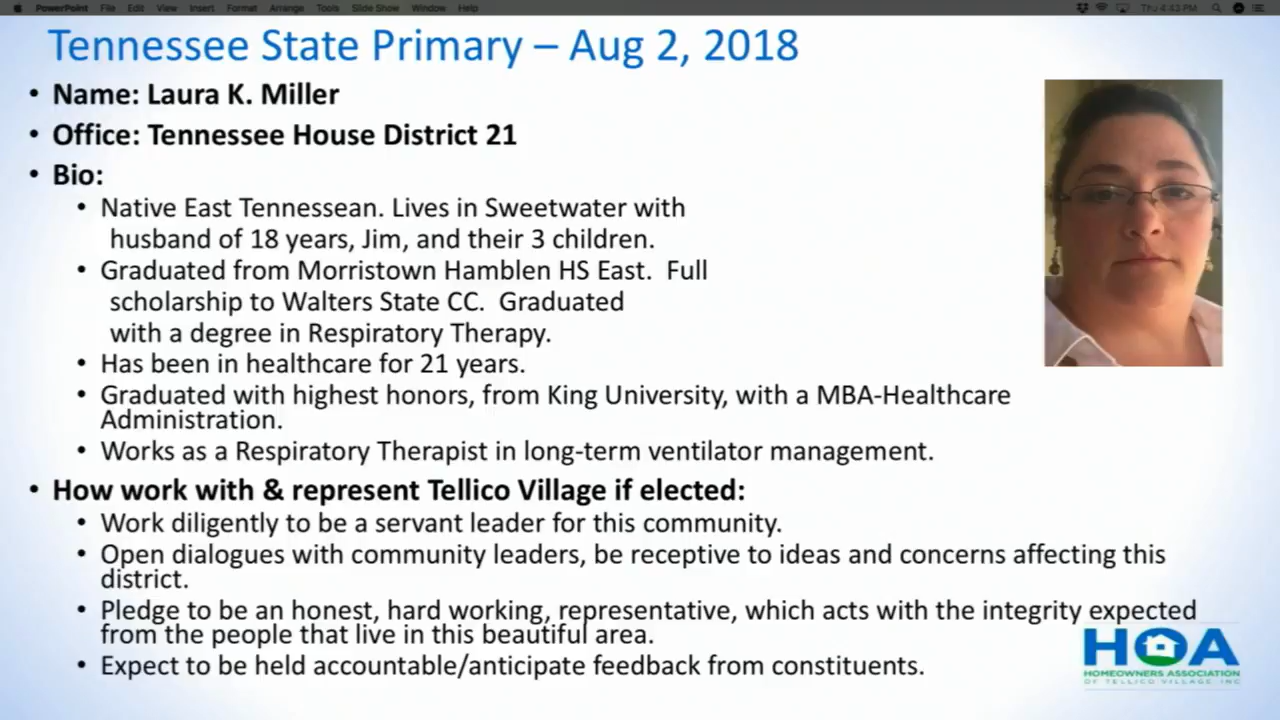 PowerPoint File Edit View Insert Format Arrange Tools Slide Show Window Help Thu 4:43 PM
Tennessee State Primary – Aug 2, 2018
• Name: Laura K. Miller
• Office: Tennessee House District 21
• Bio:
• Native East Tennessean. Lives in Sweetwater with
husband of 18 years, Jim, and their 3 children.
• Graduated from Morristown Hamblen HS East. Full
scholarship to Walters State CC. Graduated
with a degree in Respiratory Therapy.
• Has been in healthcare for 21 years.
• Graduated with highest honors, from King University, with a MBA-Healthcare
Administration.
• Works as a Respiratory Therapist in long-term ventilator management.
• How work with & represent Tellico Village if elected:
• Work diligently to be a servant leader for this community.
• Open dialogues with community leaders, be receptive to ideas and concerns affecting this
district.
• Pledge to be an honest, hard working, representative, which acts with the integrity expected
from the people that live in this beautiful area.
• Expect to be held accountable/anticipate feedback from constituents.
HOA
HOMEOWNERS ASSOCIATION
OF TELLICO VILLAGE INC